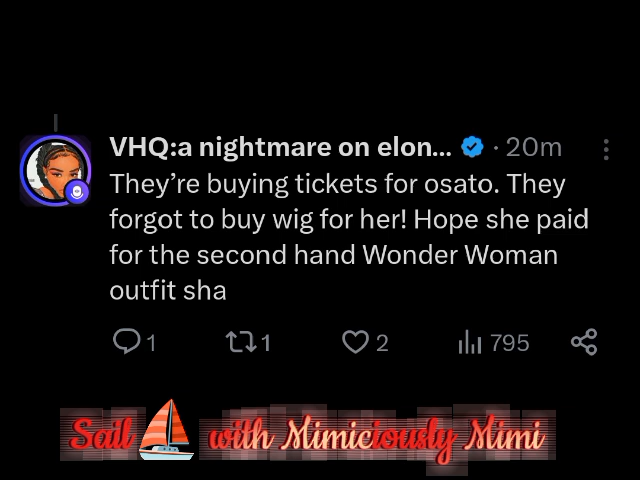 VHQ:a nightmare on elon... · 20m
They're buying tickets for osato. They
forgot to buy wig for her! Hope she paid
for the second hand Wonder Woman
outfit sha
1 1 2 795
Sail with Mimiciously Mimi